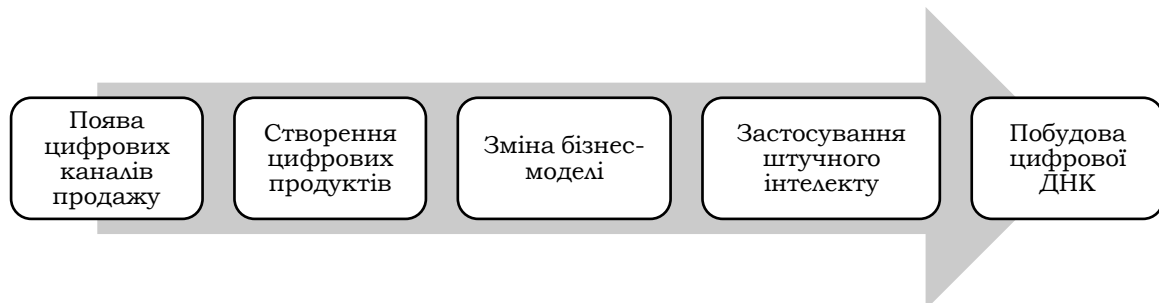 Поява
цифрових
каналів
продажу
Створення
цифрових
продуктів
Зміна бізнес-
моделі
Застосування
штучного
інтелекту
Побудова
цифрової
ДНК